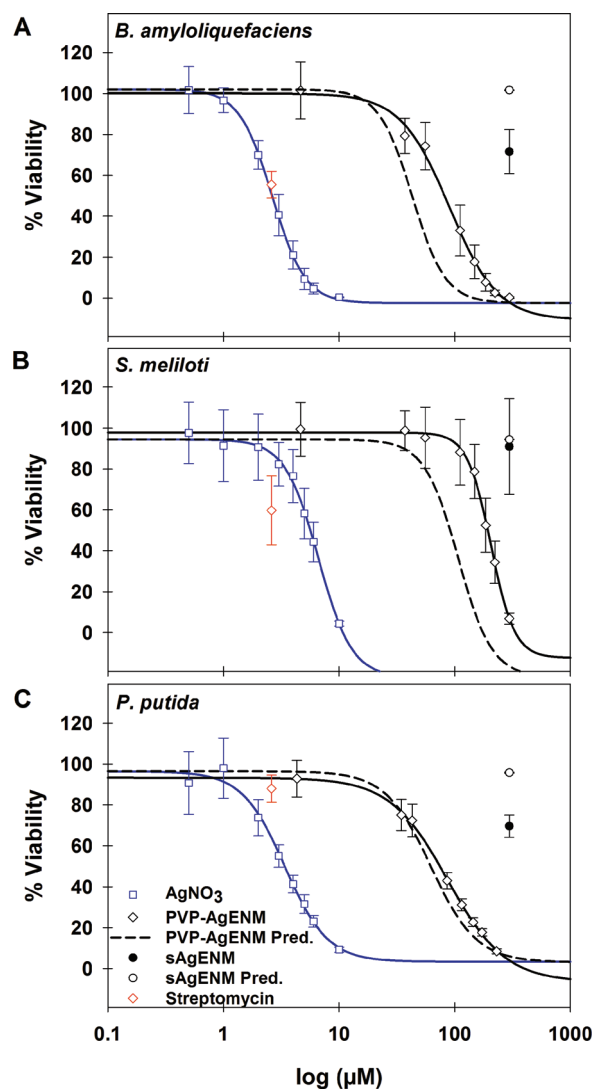 A
B. amyloliquefaciens
120
100
80
60
40
20
0
% Viability
B
S. meliloti
120
100
80
60
40
20
0
% Viability
C
P. putida
120
100
80
60
40
20
0
% Viability
AgNO3
PVP-AgENM
PVP-AgENM Pred.
sAgENM
sAgENM Pred.
Streptomycin
0.1 1 10 100 1000
log (µM)